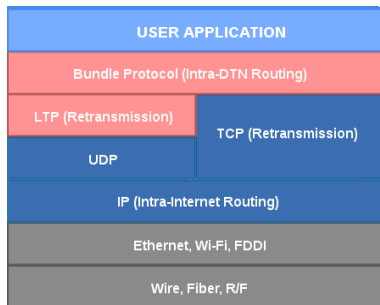 USER APPLICATION
Bundle Protocol (Intra-DTN Routing)
LTP (Retransmission)
TCP (Retransmission)
UDP
IP (Intra-Internet Routing)
Ethernet, Wi-Fi, FDDI
Wire, Fiber, R/F